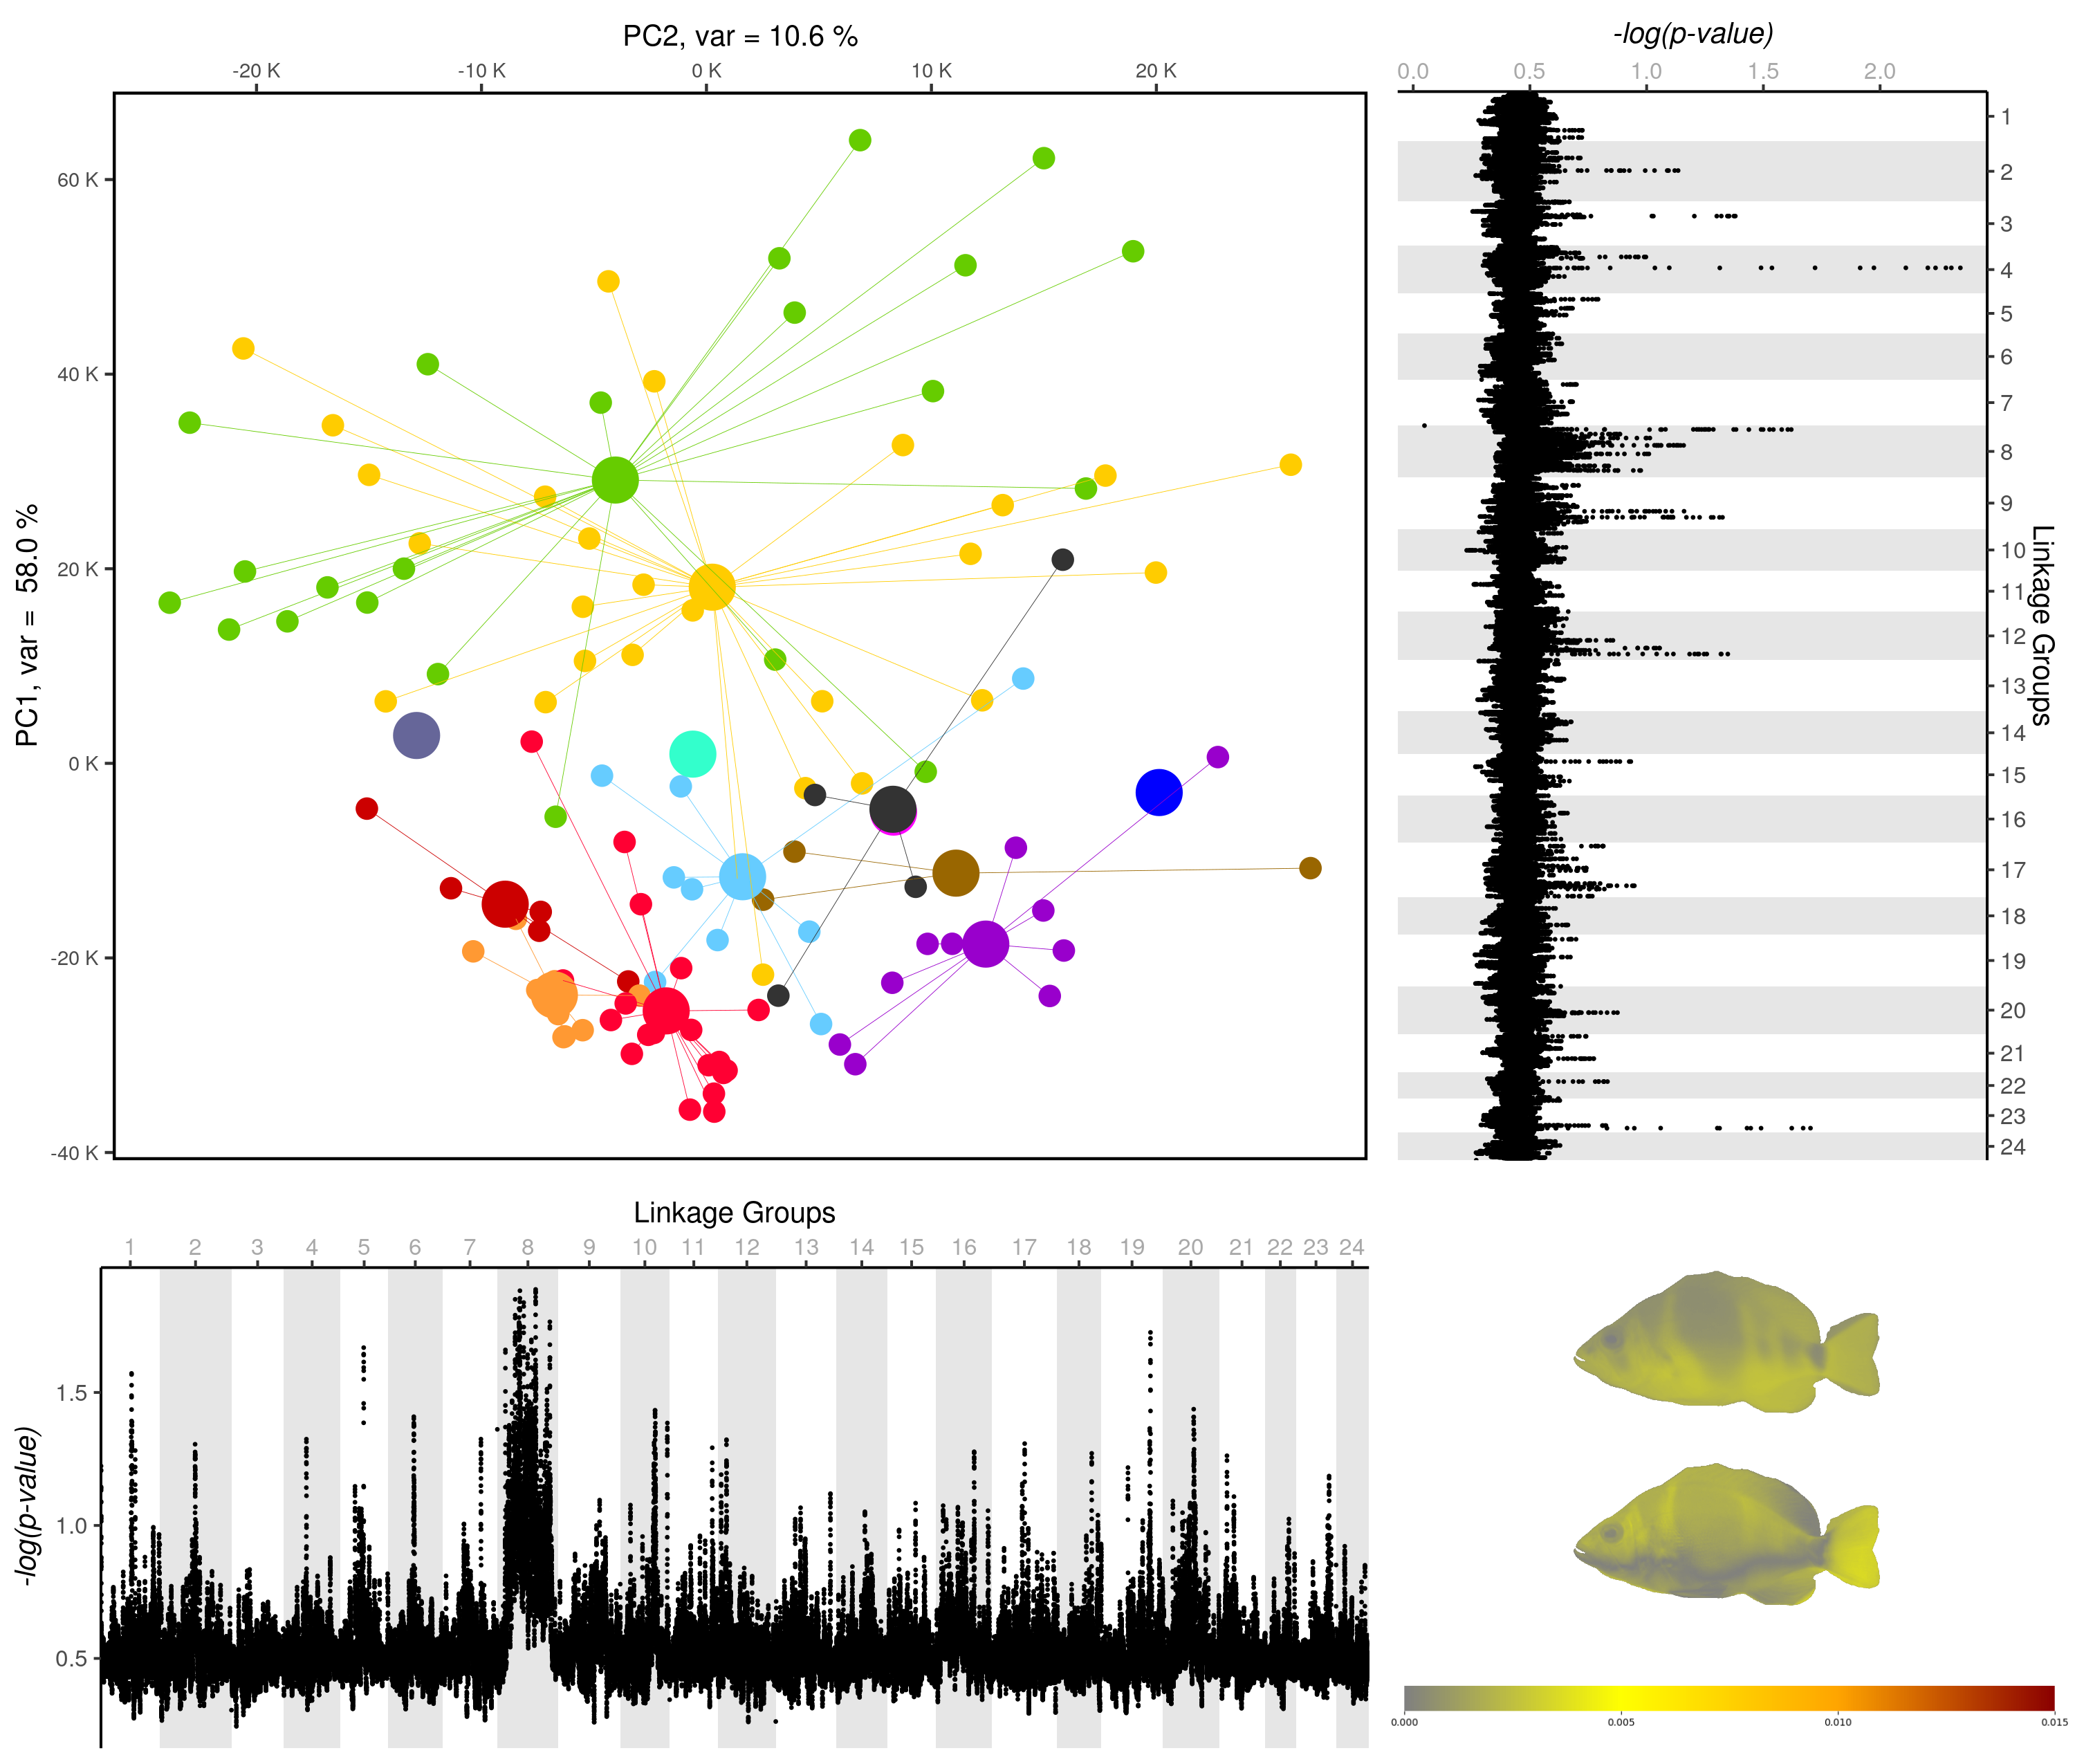 PC2, var = 10.6 %
-20 K -10 K 0 K 10 K 20 K
PC1, var = 58.0 %
60 K
40 K
20 K
0 K
-20 K
-40 K
-log(p-value)
0.0 0.5 1.0 1.5 2.0
1
2
3
4
5
6
7
8
9
10
11
12
13
14
15
16
17
18
19
20
21
22
23
24
Linkage Groups
Linkage Groups
1 2 3 4 5 6 7 8 9 10 11 12 13 14 15 16 17 18 19 20 21 22 23 24
-log(p-value)
1.5
1.0
0.5
0.000 0.005 0.010 0.015